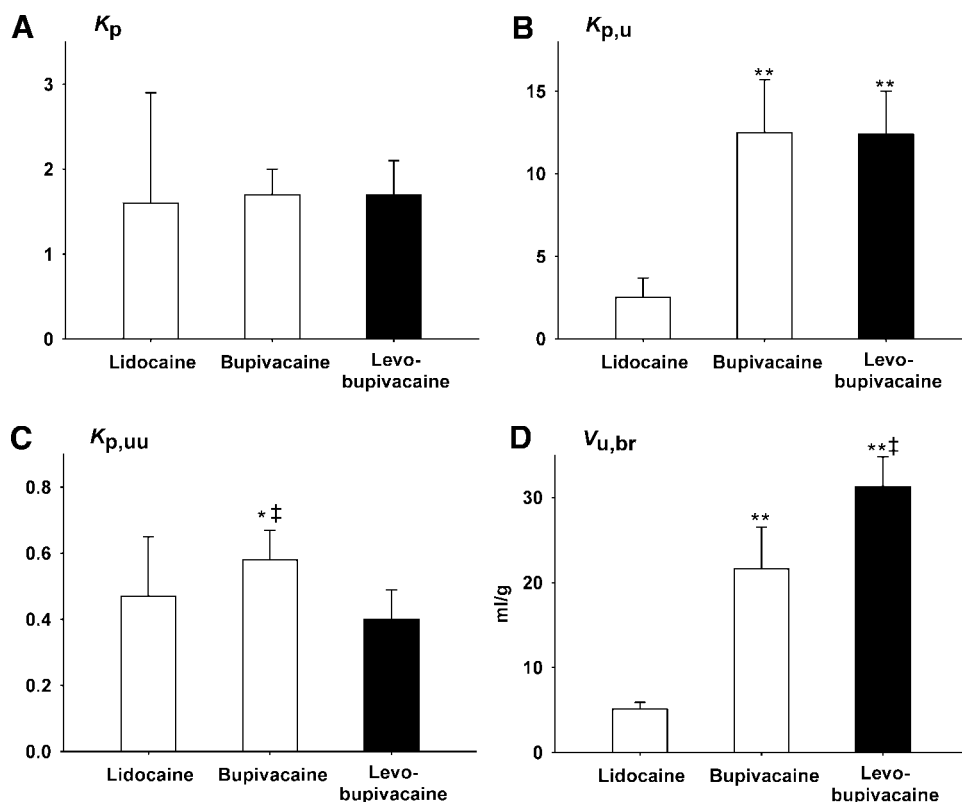 A
Kp
3
2
1
0
Lidocaine
Bupivacaine
Levo-
bupivacaine
B
Kp,u
**
**
15
10
5
0
Lidocaine
Bupivacaine
Levo-
bupivacaine
C
Kp,uu
*‡
0.8
0.6
0.4
0.2
0.0
Lidocaine
Bupivacaine
Levo-
bupivacaine
D
Vu,br
**‡
**
ml/g
30
20
10
0
Lidocaine
Bupivacaine
Levo-
bupivacaine